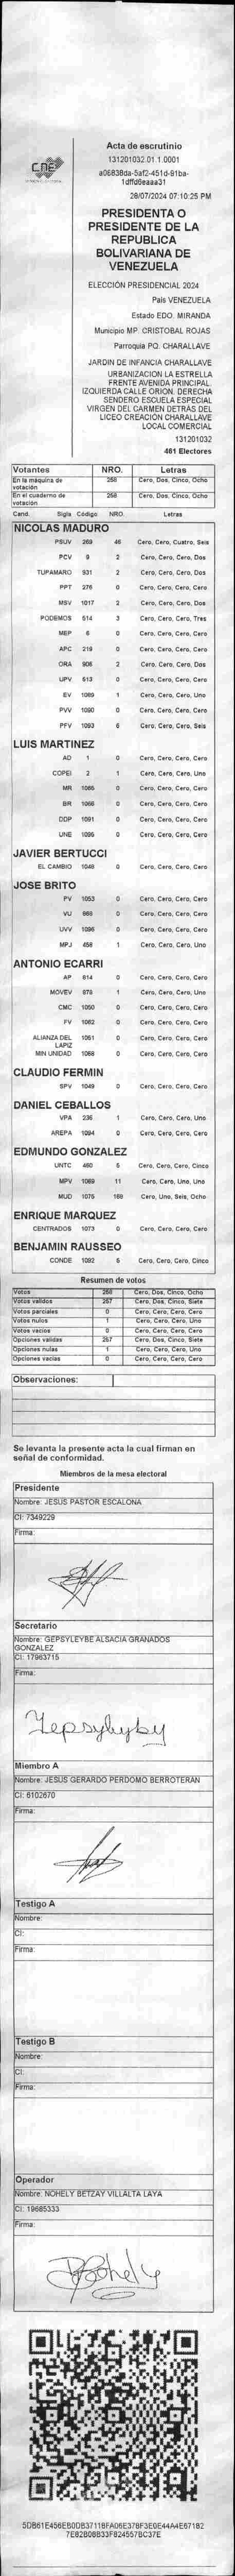 CNE
Acta de escrutinio
131201032.01.1.0001
a06838da-5af2-451d-91ba-
1dffd6eaaa31
28/07/2024 07:10:25 PM
PRESIDENTA O
PRESIDENTE DE LA
REPUBLICA
BOLIVARIANA DE
VENEZUELA
ELECCIÓN PRESIDENCIAL 2024
País VENEZUELA
Estado EDO. MIRANDA
Municipio MP. CRISTOBAL ROJAS
Parroquia PQ. CHARALLAVE
JARDIN DE INFANCIA CHARALLAVE
URBANIZACION LA ESTRELLA
FRENTE AVENIDA PRINCIPAL.
IZQUIERDA CALLE ORION. DERECHA
SENDERO ESCUELA ESPECIAL
VIRGEN DEL CARMEN DETRÁS DEL
LICEO CREACIÓN CHARALLAVE
LOCAL COMERCIAL
131201032
461 Electores
Votantes NRO. Letras
En la máquina de votación 258 Cero, Dos, Cinco, Ocho
En el cuaderno de votación 258 Cero, Dos, Cinco, Ocho
Cand. Sigla Código NRO. Letras
NICOLAS MADURO
PSUV 269 46 Cero, Cero, Cuatro, Seis
PCV 9 2 Cero, Cero, Cero, Dos
TUPAMARO 931 2 Cero, Cero, Cero, Dos
PPT 276 0 Cero, Cero, Cero, Cero
MSV 1017 2 Cero, Cero, Cero, Dos
PODEMOS 514 3 Cero, Cero, Cero, Tres
MEP 6 0 Cero, Cero, Cero, Cero
APC 219 0 Cero, Cero, Cero, Cero
ORA 906 2 Cero, Cero, Cero, Dos
UPV 613 0 Cero, Cero, Cero, Cero
EV 1089 1 Cero, Cero, Cero, Uno
PVV 1090 0 Cero, Cero, Cero, Cero
PFV 1093 6 Cero, Cero, Cero, Seis
LUIS MARTINEZ
AD 1 0 Cero, Cero, Cero, Cero
COPEI 2 1 Cero, Cero, Cero, Uno
MR 1066 0 Cero, Cero, Cero, Cero
BR 1068 0 Cero, Cero, Cero, Cero
DDP 1091 0 Cero, Cero, Cero, Cero
UNE 1095 0 Cero, Cero, Cero, Cero
JAVIER BERTUCCI
EL CAMBIO 1048 0 Cero, Cero, Cero, Cero
JOSE BRITO
PV 1053 0 Cero, Cero, Cero, Cero
VU 868 0 Cero, Cero, Cero, Cero
UVV 1096 0 Cero, Cero, Cero, Cero
MPJ 458 1 Cero, Cero, Cero, Uno
ANTONIO ECARRI
AP 814 0 Cero, Cero, Cero, Cero
MOVEV 978 1 Cero, Cero, Cero, Uno
CMC 1050 0 Cero, Cero, Cero, Cero
FV 1062 0 Cero, Cero, Cero, Cero
ALIANZA DEL LAPIZ 1051 0 Cero, Cero, Cero, Cero
MIN UNIDAD 1088 0 Cero, Cero, Cero, Cero
CLAUDIO FERMIN
SPV 1049 0 Cero, Cero, Cero, Cero
DANIEL CEBALLOS
VPA 236 1 Cero, Cero, Cero, Uno
AREPA 1094 0 Cero, Cero, Cero, Cero
EDMUNDO GONZALEZ
UNTC 460 5 Cero, Cero, Cero, Cinco
MPV 1069 11 Cero, Cero, Uno, Uno
MUD 1075 168 Cero, Uno, Seis, Ocho
ENRIQUE MARQUEZ
CENTRADOS 1073 0 Cero, Cero, Cero, Cero
BENJAMIN RAUSSEO
CONDE 1092 5 Cero, Cero, Cero, Cinco
Resumen de votos
Votos 258 Cero, Dos, Cinco, Ocho
Votos validos 257 Cero, Dos, Cinco, Siete
Votos parciales 0 Cero, Cero, Cero, Cero
Votos nulos 1 Cero, Cero, Cero, Uno
Votos vacíos 0 Cero, Cero, Cero, Cero
Opciones validas 257 Cero, Dos, Cinco, Siete
Opciones nulas 1 Cero, Cero, Cero, Uno
Opciones vacías 0 Cero, Cero, Cero, Cero
Observaciones:
Se levanta la presente acta la cual firman en
señal de conformidad.
Miembros de la mesa electoral
Presidente
Nombre: JESUS PASTOR ESCALONA
CI: 7349229
Firma:
Secretario
Nombre: GEPSYLEYBE ALSACIA GRANADOS
GONZALEZ
CI: 17963715
Firma:
Miembro A
Nombre: JESUS GERARDO PERDOMO BERROTERAN
CI: 6102670
Firma:
Testigo A
Nombre:
CI:
Firma:
Testigo B
Nombre:
CI:
Firma:
Operador
Nombre: NOHELY BETZAY VILLALTA LAYA
CI: 19685333
Firma:
5DB61E456EB0DB37118FA06E378F3E0E44A4E67182
7E82B08B33F824557BC37E